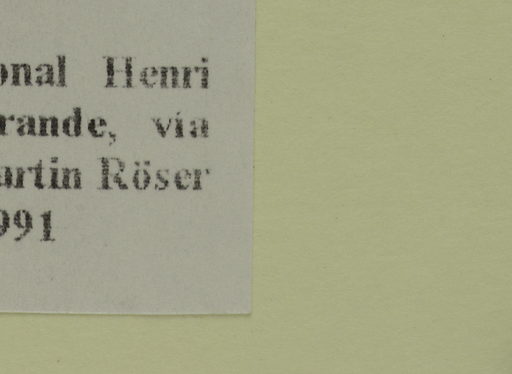 onal Henri
rande, via
artin Röser
991